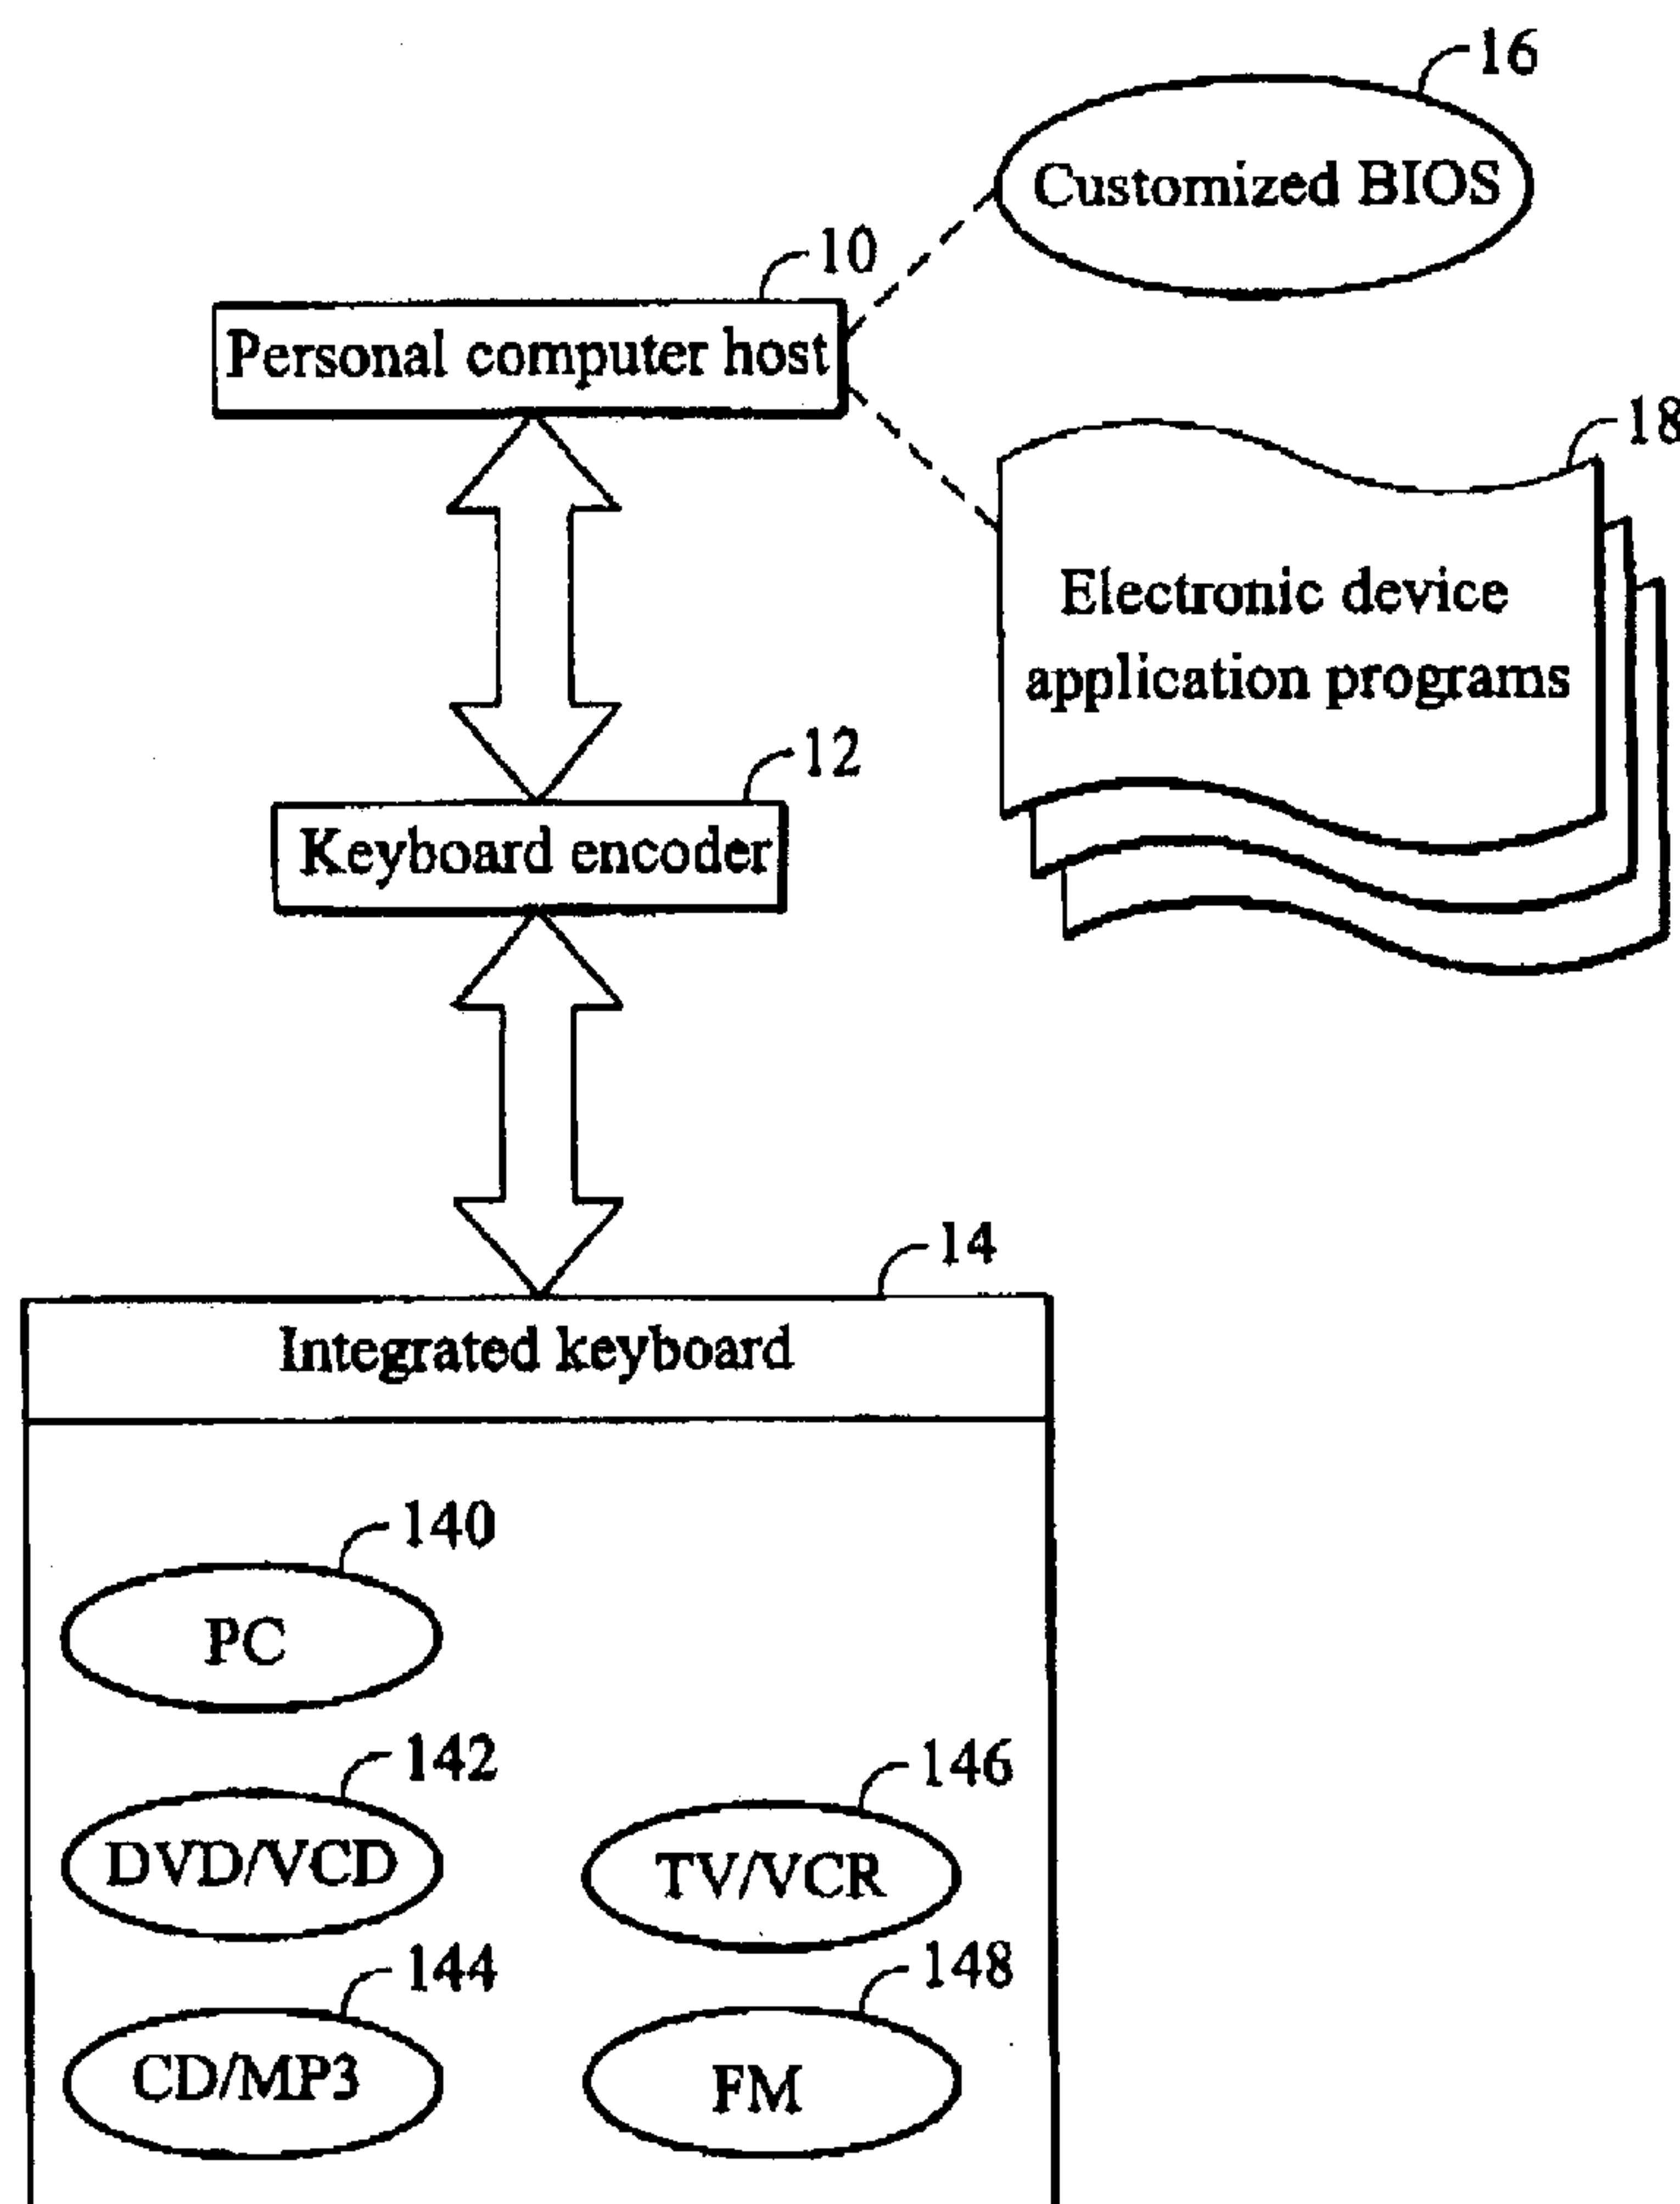 16
Customized BIOS
10
Personal computer host
18
Electronic device
application programs
12
Keyboard encoder
14
Integrated keyboard
140
PC
142
DVD/VCD
146
TV/VCR
144
CD/MP3
148
FM